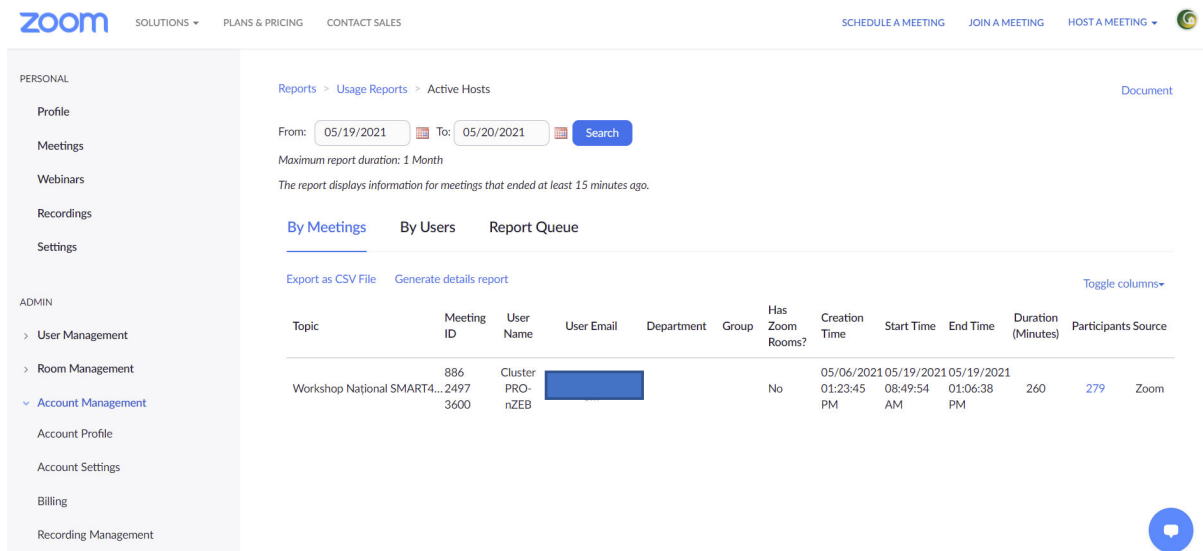 zoom SOLUTIONS PLANS & PRICING CONTACT SALES SCHEDULE A MEETING JOIN A MEETING HOST A MEETING
PERSONAL
Profile
Meetings
Webinars
Recordings
Settings
ADMIN
> User Management
> Room Management
Account Management
Account Profile
Account Settings
Billing
Recording Management
Reports > Usage Reports > Active Hosts Document
From: 05/19/2021 To: 05/20/2021 Search
Maximum report duration: 1 Month
The report displays information for meetings that ended at least 15 minutes ago.
By Meetings By Users Report Queue
Export as CSV File Generate details report Toggle columns
Topic Meeting ID User Name User Email Department Group Has Zoom Rooms? Creation Time Start Time End Time Duration (Minutes) Participants Source
Workshop Național SMART4... 886 2497 3600 Cluster PRO-nZEB No 05/06/2021 01:23:45 PM 05/19/2021 08:49:54 AM 05/19/2021 01:06:38 PM 260 279 Zoom